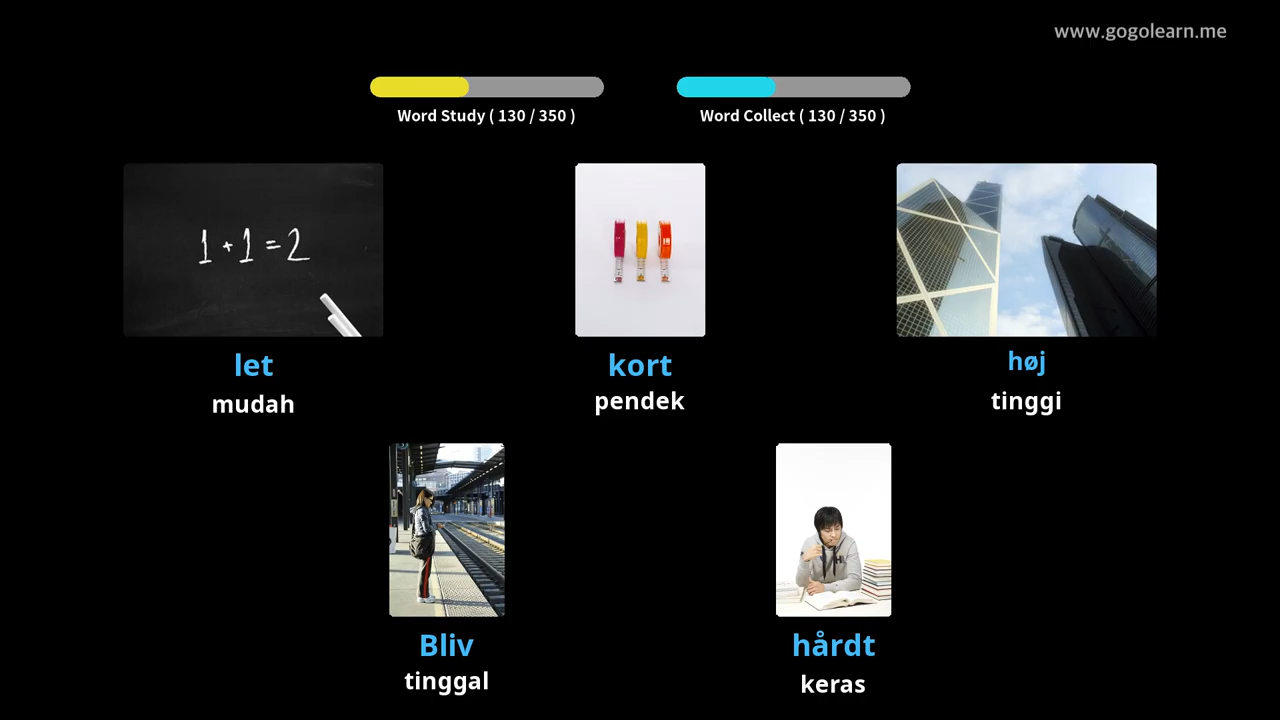 www.gogolearn.me
Word Study ( 130 / 350 )
Word Collect ( 130 / 350 )
1 + 1 = 2
let
mudah
kort
pendek
høj
tinggi
Bliv
tinggal
hårdt
keras